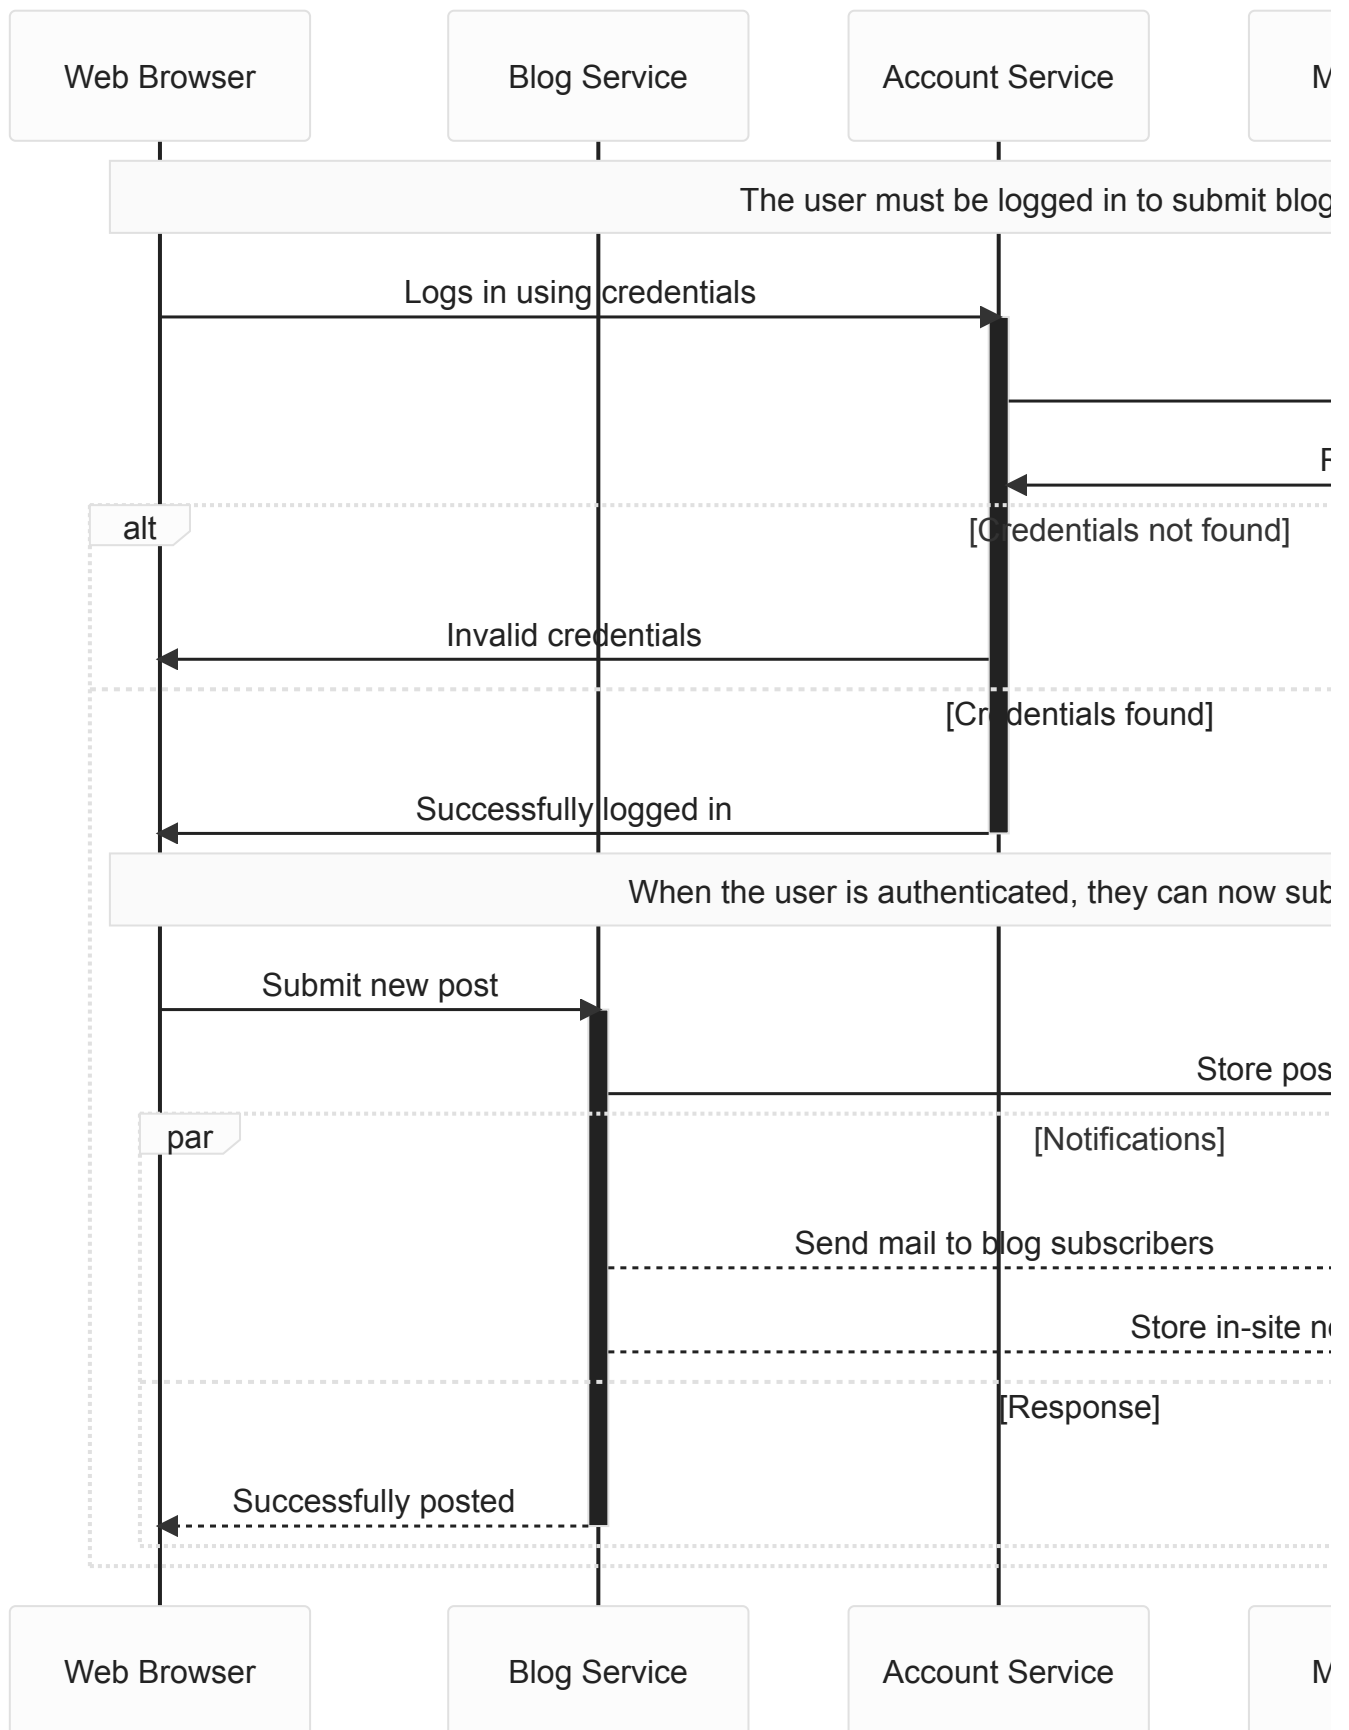 Web Browser
Blog Service
Account Service
M
The user must be logged in to submit blog
Logs in using credentials
alt
[Credentials not found]
Invalid credentials
[Credentials found]
Successfully logged in
When the user is authenticated, they can now sub
Submit new post
Store pos
par
[Notifications]
Send mail to blog subscribers
Store in-site
[Response]
Successfully posted
Web Browser
Blog Service
Account Service
M